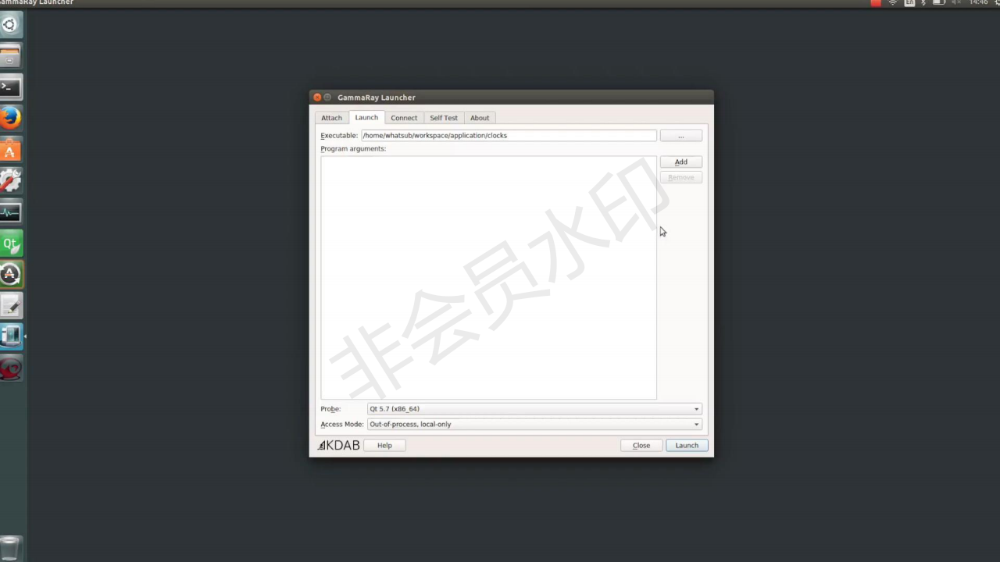 GammaRay Launcher
En
14:46
GammaRay Launcher
Attach Launch Connect Self Test About
Executable: /home/whatsub/workspace/application/clocks ...
Program arguments:
Add
Remove
非会员水印
Qt
Probe: Qt 5.7 (x86_64)
Access Mode: Out-of-process, local-only
KDAB Help Close Launch